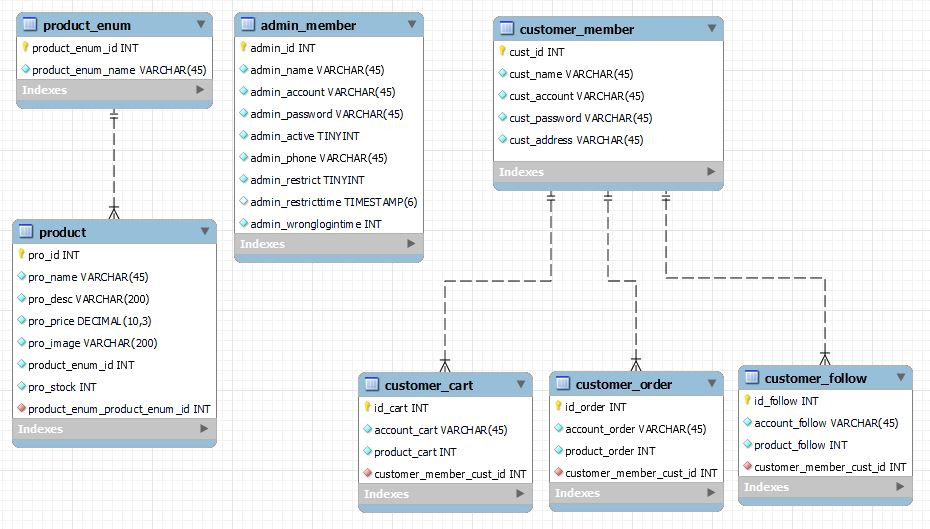 product_enum
product_enum_id INT
product_enum_name VARCHAR(45)
Indexes
admin_member
admin_id INT
admin_name VARCHAR(45)
admin_account VARCHAR(45)
admin_password VARCHAR(45)
admin_active TINYINT
admin_phone VARCHAR(45)
admin_restrict TINYINT
admin_restricttime TIMESTAMP(6)
admin_wronglogintime INT
Indexes
customer_member
cust_id INT
cust_name VARCHAR(45)
cust_account VARCHAR(45)
cust_password VARCHAR(45)
cust_address VARCHAR(45)
Indexes
product
pro_id INT
pro_name VARCHAR(45)
pro_desc VARCHAR(200)
pro_price DECIMAL(10,3)
pro_image VARCHAR(200)
product_enum_id INT
pro_stock INT
product_enum_product_enum_id INT
Indexes
customer_cart
id_cart INT
account_cart VARCHAR(45)
product_cart INT
customer_member_cust_id INT
Indexes
customer_order
id_order INT
account_order VARCHAR(45)
product_order INT
customer_member_cust_id INT
Indexes
customer_follow
id_follow INT
account_follow VARCHAR(45)
product_follow INT
customer_member_cust_id INT
Indexes